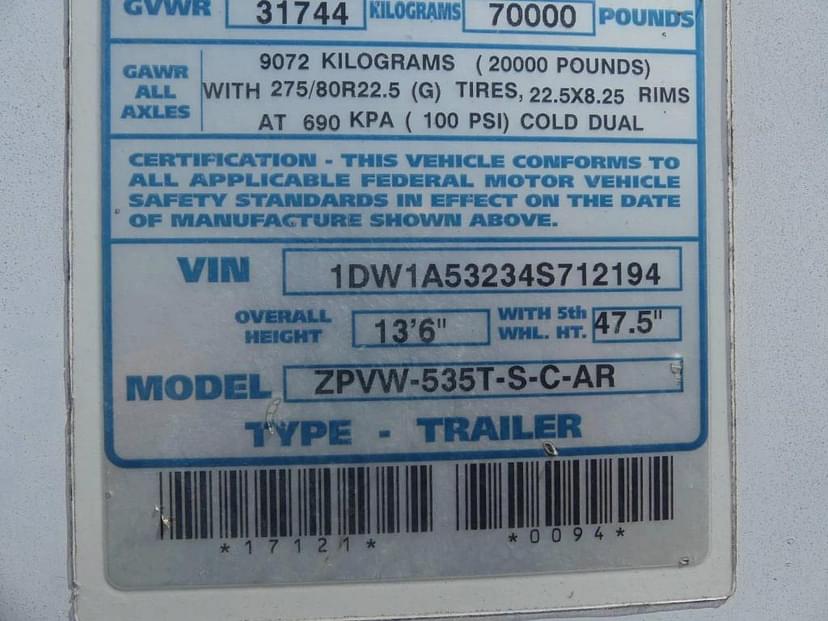 GVWR 31744 KILOGRAMS 70000 POUNDS
GAWR ALL AXLES
9072 KILOGRAMS ( 20000 POUNDS)
WITH 275/80R22.5 (G) TIRES, 22.5X8.25 RIMS
AT 690 KPA ( 100 PSI) COLD DUAL
CERTIFICATION - THIS VEHICLE CONFORMS TO
ALL APPLICABLE FEDERAL MOTOR VEHICLE
SAFETY STANDARDS IN EFFECT ON THE DATE
OF MANUFACTURE SHOWN ABOVE.
VIN 1DW1A53234S712194
OVERALL HEIGHT 13'6" WITH 5th WHL. HT. 47.5"
MODEL ZPVW-535T-S-C-AR
TYPE - TRAILER
*17121* *0094*